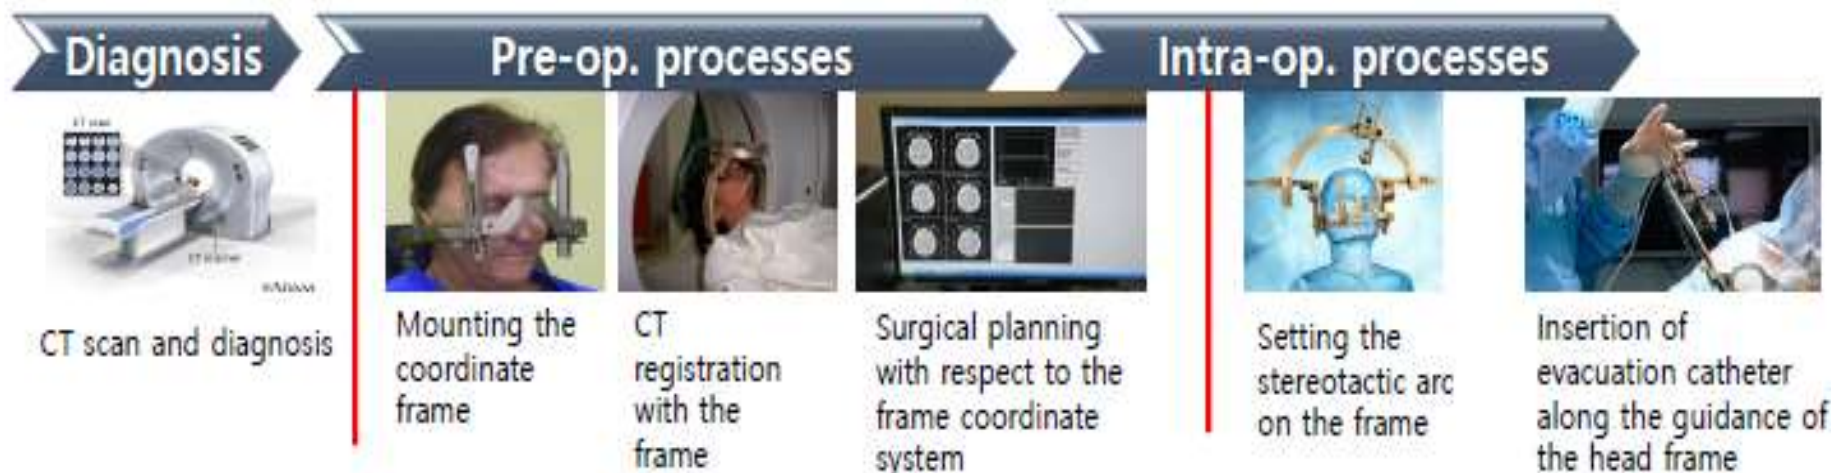 Diagnosis
Pre-op. processes
Intra-op. processes
CT scan
CT scan and diagnosis
Mounting the
coordinate
frame
CT
registration
with the
frame
Surgical planning
with respect to the
frame coordinate
system
Setting the
stereotactic arc
on the frame
Insertion of
evacuation catheter
along the guidance of
the head frame